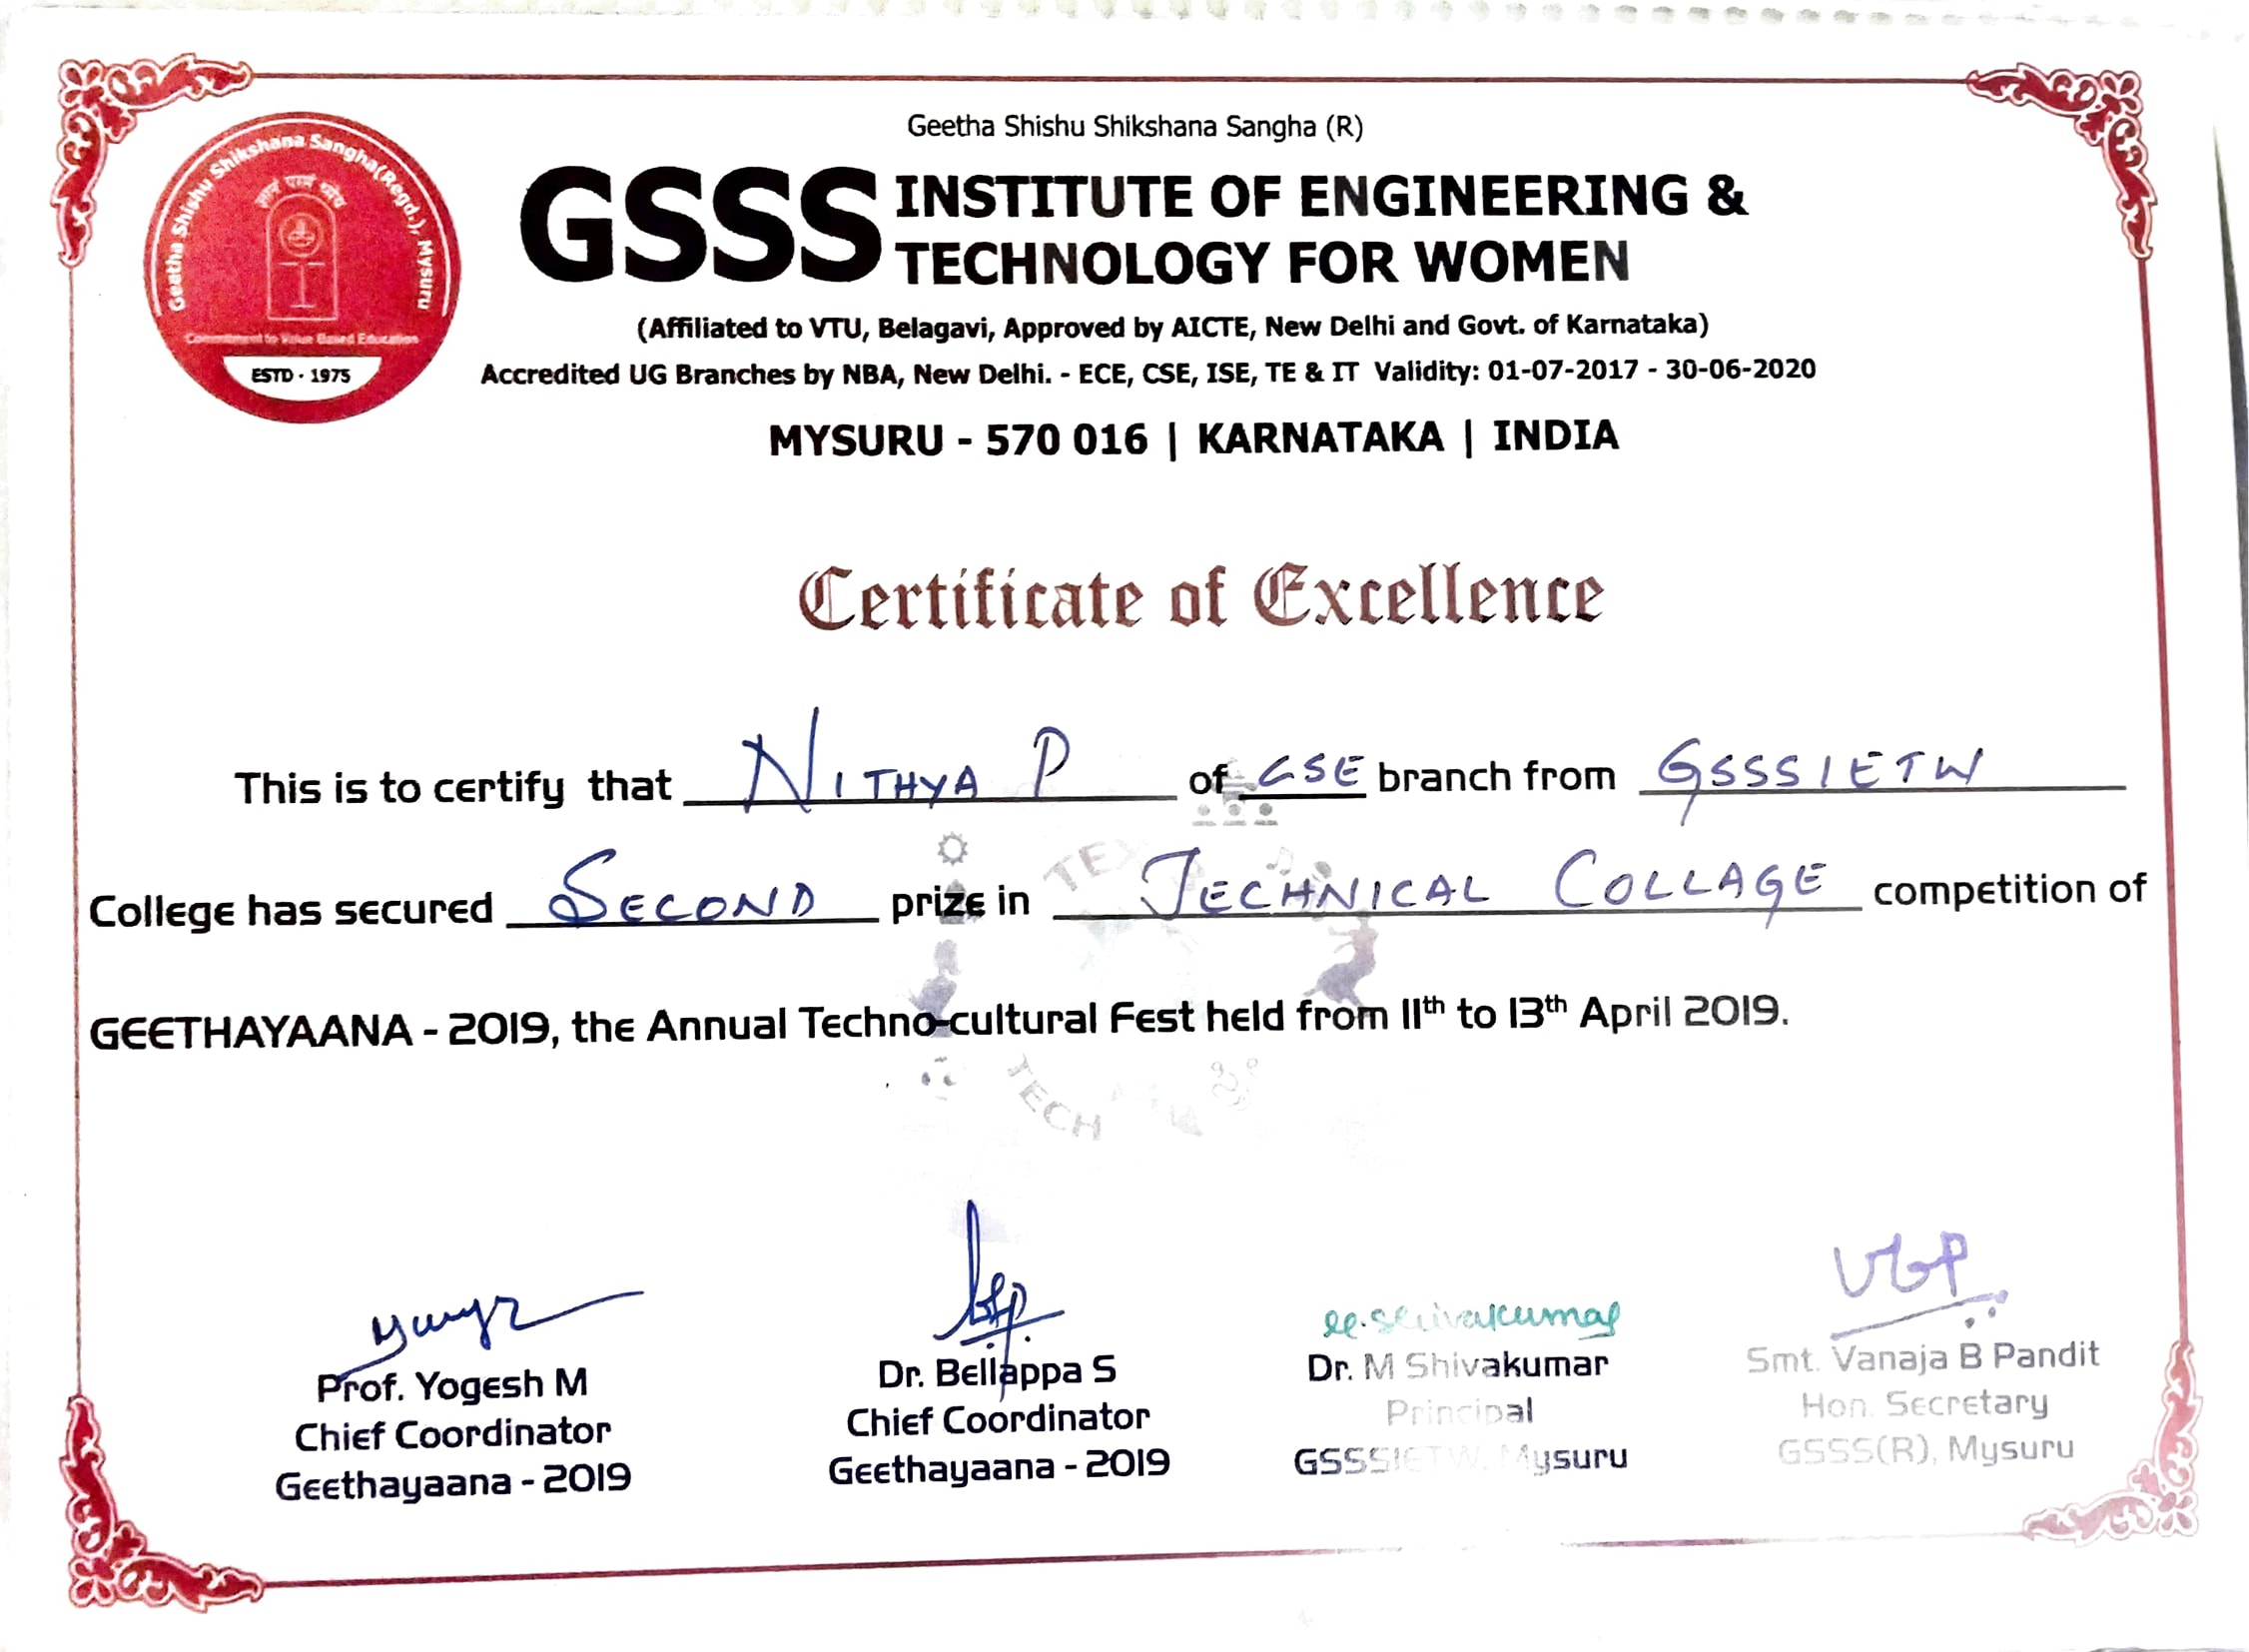 Geetha Shishu Shikshana Sangha (R)
GSSS INSTITUTE OF ENGINEERING &
TECHNOLOGY FOR WOMEN
(Affiliated to VTU, Belagavi, Approved by AICTE, New Delhi and Govt. of Karnataka)
Accredited UG Branches by NBA, New Delhi. - ECE, CSE, ISE, TE & IT Validity: 01-07-2017 - 30-06-2020
MYSURU - 570 016 | KARNATAKA | INDIA
Geetha Shishu Shikshana Sangha(Regd.), Mysuru
Commitment to Value Based Education
ESTD - 1975
Certificate of Excellence
This is to certify that NITHYA P of CSE branch from GSSSIETW
College has secured SECOND prize in TECHNICAL COLLAGE competition of
GEETHAYAANA - 2019, the Annual Techno-cultural Fest held from 11th to 13th April 2019.
TECH
M.Shivakumar
VGP
Prof. Yogesh M
Chief Coordinator
Geethayaana - 2019
Dr. Bellappa S
Chief Coordinator
Geethayaana - 2019
Dr. M Shivakumar
Principal
GSSSIETW, Mysuru
Smt. Vanaja B Pandit
Hon. Secretary
GSSS(R), Mysuru